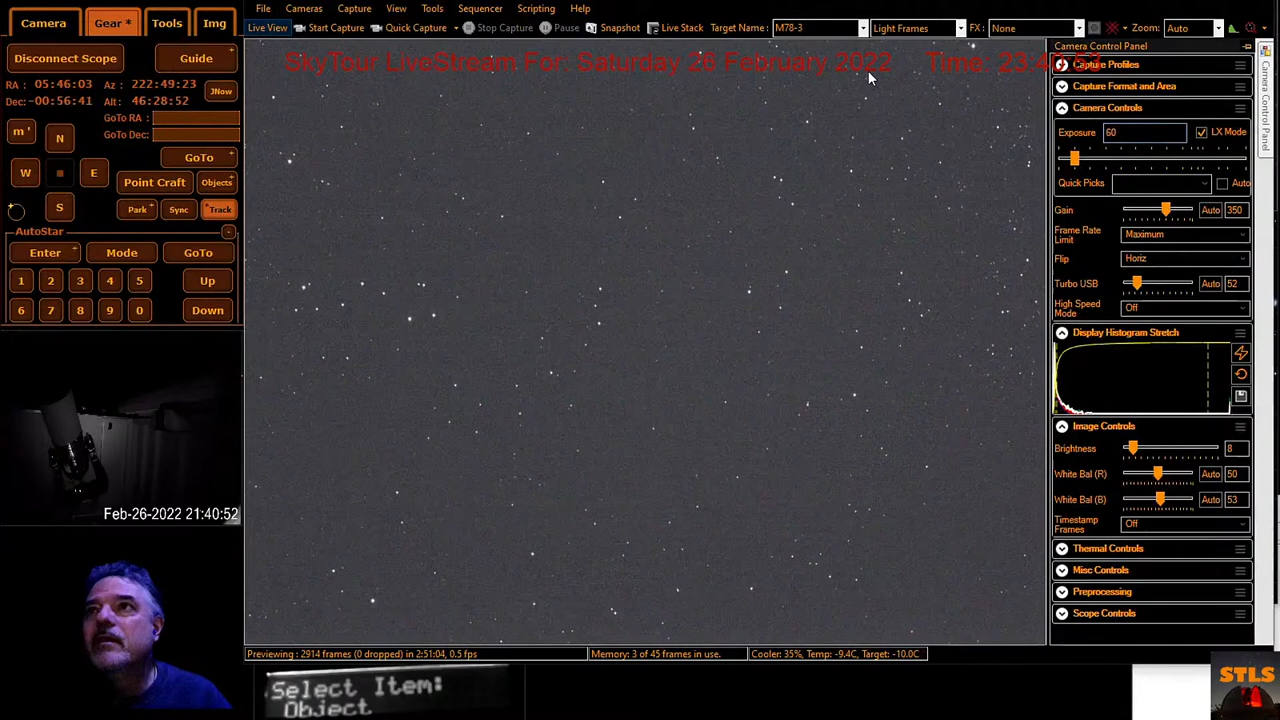 Camera
Gear *
Tools
Img
File Cameras Capture View Tools Sequencer Scripting Help
Live View Start Capture Quick Capture Stop Capture Pause Snapshot Live Stack Target Name : M78-3 Light Frames FX : None Zoom: Auto
Disconnect Scope
Guide
RA : 05:46:03 Az : 222:49:23
Dec:-00:56:41 Alt: 46:28:52
JNow
GoTo RA :
GoTo Dec:
m '
N
GoTo
W
E
Point Craft
Objects
S
Park
Sync
Track
AutoStar
Enter
Mode
GoTo
1 2 3 4 5
Up
6 7 8 9 0
Down
SkyTour LiveStream For: Saturday 26 February 2022 Time: 23:40:53
Feb-26-2022 21:40:52
Camera Control Panel
Capture Profiles
Capture Format and Area
Camera Controls
Exposure 60 LX Mode
Quick Picks Auto
Gain Auto 350
Frame Rate Limit Maximum
Flip Horiz
Turbo USB Auto 52
High Speed Mode Off
Display Histogram Stretch
Image Controls
Brightness 8
White Bal (R) Auto 50
White Bal (B) Auto 53
Timestamp Frames Off
Thermal Controls
Misc Controls
Preprocessing
Scope Controls
Camera Control Panel
Previewing : 2914 frames (0 dropped) in 2:51:04, 0.5 fps
Memory: 3 of 45 frames in use.
Cooler: 35%, Temp: -9.4C, Target: -10.0C
Select Item:
Object
STLS